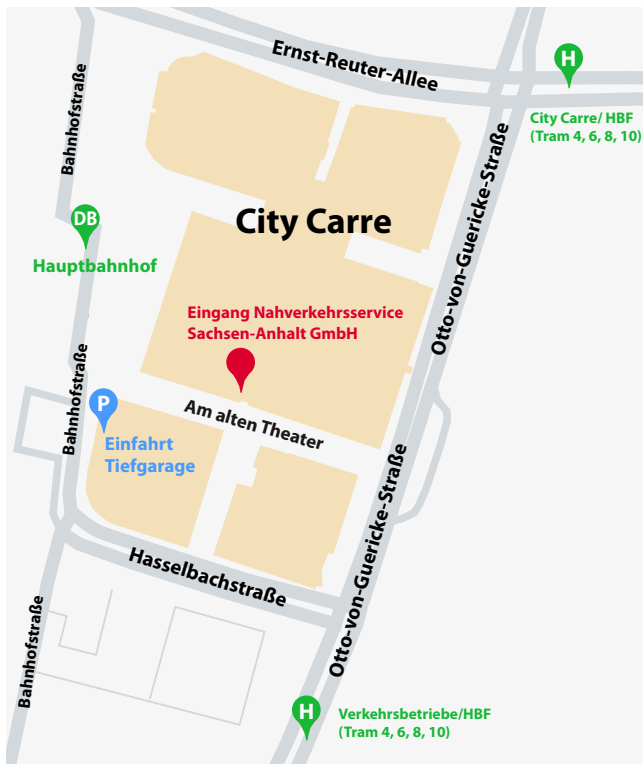 Ernst-Reuter-Allee
H
City Carre/ HBF
(Tram 4, 6, 8, 10)
Bahnhofstraße
Otto-von-Guericke-Straße
DB
Hauptbahnhof
City Carre
Eingang Nahverkehrsservice
Sachsen-Anhalt GmbH
Bahnhofstraße
P
Einfahrt
Tiefgarage
Am alten Theater
Otto-von-Guericke-Straße
Hasselbachstraße
Bahnhofstraße
H
Verkehrsbetriebe/HBF
(Tram 4, 6, 8, 10)